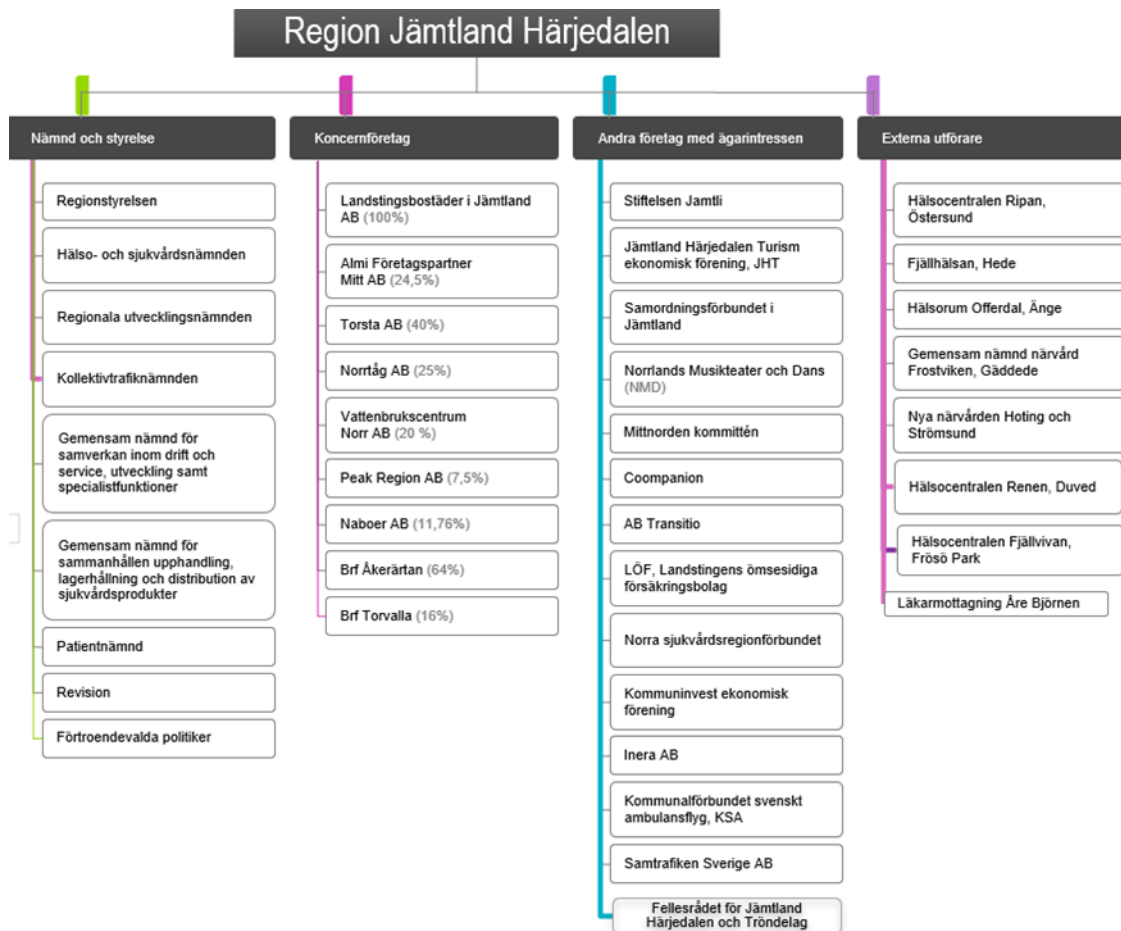 Region Jämtland Härjedalen
Nämnd och styrelse
Regionstyrelsen
Hälso- och sjukvårdsnämnden
Regionala utvecklingsnämnden
Kollektivtrafiknämnden
Gemensam nämnd för
samverkan inom drift och
service, utveckling samt
specialistfunktioner
Gemensam nämnd för
sammanhållen upphandling,
lagerhållning och distribution av
sjukvårdsprodukter
Patientnämnd
Revision
Förtroendevalda politiker
Koncernföretag
Landstingsbostäder i Jämtland
AB (100%)
Almi Företagspartner
Mitt AB (24,5%)
Torsta AB (40%)
Norrtåg AB (25%)
Vattenbrukscentrum
Norr AB (20 %)
Peak Region AB (7,5%)
Naboer AB (11,76%)
Brf Åkerärtan (64%)
Brf Torvalla (16%)
Andra företag med ägarintressen
Stiftelsen Jamtli
Jämtland Härjedalen Turism
ekonomisk förening, JHT
Samordningsförbundet i
Jämtland
Norrlands Musikteater och Dans
(NMD)
Mittnorden kommittén
Coompanion
AB Transitio
LÖF, Landstingens ömsesidiga
försäkringsbolag
Norra sjukvårdsregionförbundet
Kommuninvest ekonomisk
förening
Inera AB
Kommunalförbundet svenskt
ambulansflyg, KSA
Samtrafiken Sverige AB
Fellesrådet för Jämtland
Härjedalen och Tröndelag
Externa utförare
Hälsocentralen Ripan,
Östersund
Fjällhälsan, Hede
Hälsorum Offerdal, Änge
Gemensam nämnd närvård
Frostviken, Gäddede
Nya närvården Hoting och
Strömsund
Hälsocentralen Renen, Duved
Hälsocentralen Fjällvivan,
Frösö Park
Läkarmottagning Åre Björnen